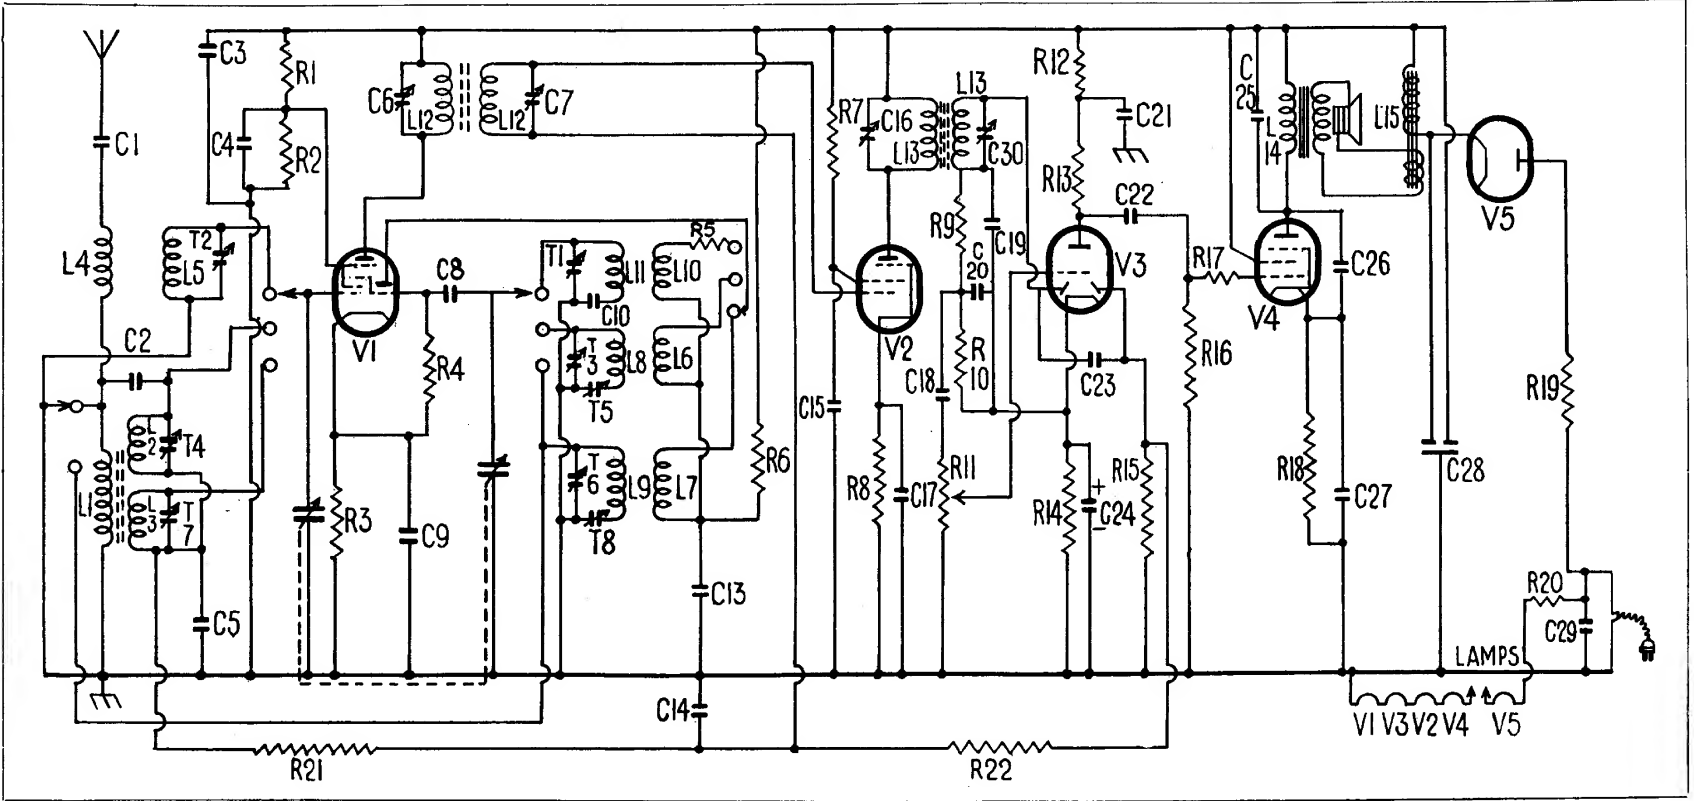 C3
R1
C6
L12
L12
C7
R7
C16
L13
L13
C30
R12
C21
C
25
L
14
L15
V5
C1
C4
R2
R13
C22
L4
T2
L5
C8
T1
L11
C10
R5
L10
R9
C19
C
20
V3
R17
V4
C26
V1
V2
C2
R4
T
3
L8
T5
L6
C15
C18
R
10
C23
R16
R19
L
2
T4
L1
L
3
T
7
R3
C9
T
6
L9
T8
L7
R6
R8
C17
R11
R14
+
C24
–
R15
R18
C27
C28
C5
C13
R20
C29
LAMPS
C14
V1 V3 V2 V4 V5
R21
R22